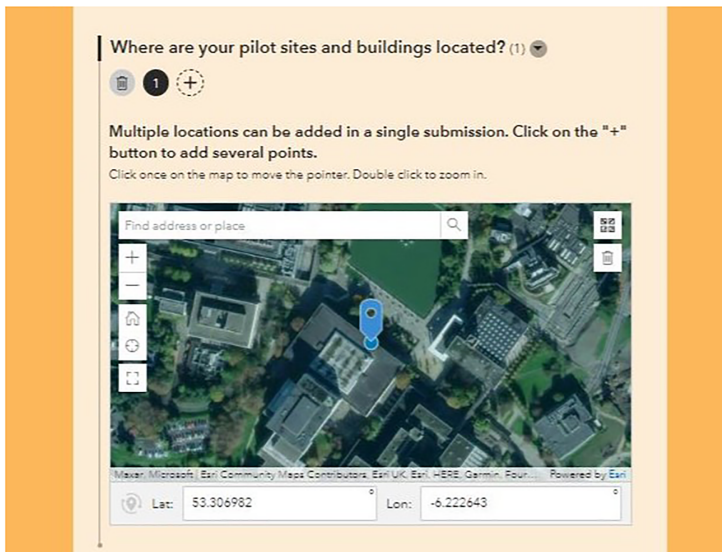 Where are your pilot sites and buildings located? (1)
1
Multiple locations can be added in a single submission. Click on the "+"
button to add several points.
Click once on the map to move the pointer. Double click to zoom in.
Find address or place
Maxar, Microsoft | Esri Community Maps Contributors, Esri UK, Esri, HERE, Garmin, Four... Powered by Esri
Lat: 53.306982 Lon: -6.222643